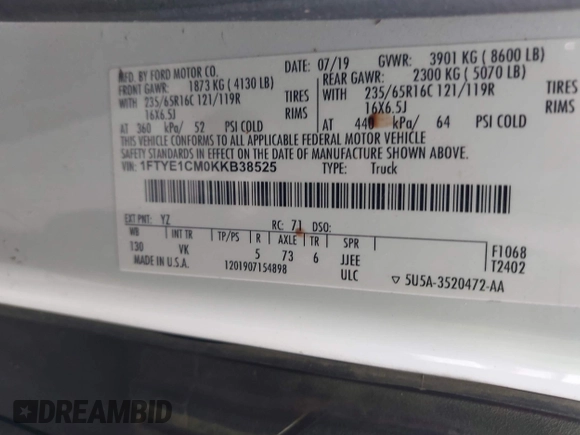 MFD. BY FORD MOTOR CO. DATE: 07/19 GVWR: 3901 KG ( 8600 LB)
FRONT GAWR: 1873 KG ( 4130 LB) REAR GAWR: 2300 KG ( 5070 LB)
WITH 235/65R16C 121/119R TIRES WITH 235/65R16C 121/119R TIRES
16X6.5J RIMS 16X6.5J RIMS
AT 360 kPa/ 52 PSI COLD AT 440 kPa/ 64 PSI COLD
THIS VEHICLE CONFORMS TO ALL APPLICABLE FEDERAL MOTOR VEHICLE
SAFETY STANDARDS IN EFFECT ON THE DATE OF MANUFACTURE SHOWN ABOVE
VIN: 1FTYE1CM0KKB38525 TYPE: Truck
EXT PNT: YZ RC: 71 DSO:
WB INT TR TP/PS R AXLE TR SPR F1068
130 VK 5 73 6 JJEE T2402
MADE IN U.S.A. 1201907154898 ULC ▽ 5U5A-3520472-AA
DREAMBID